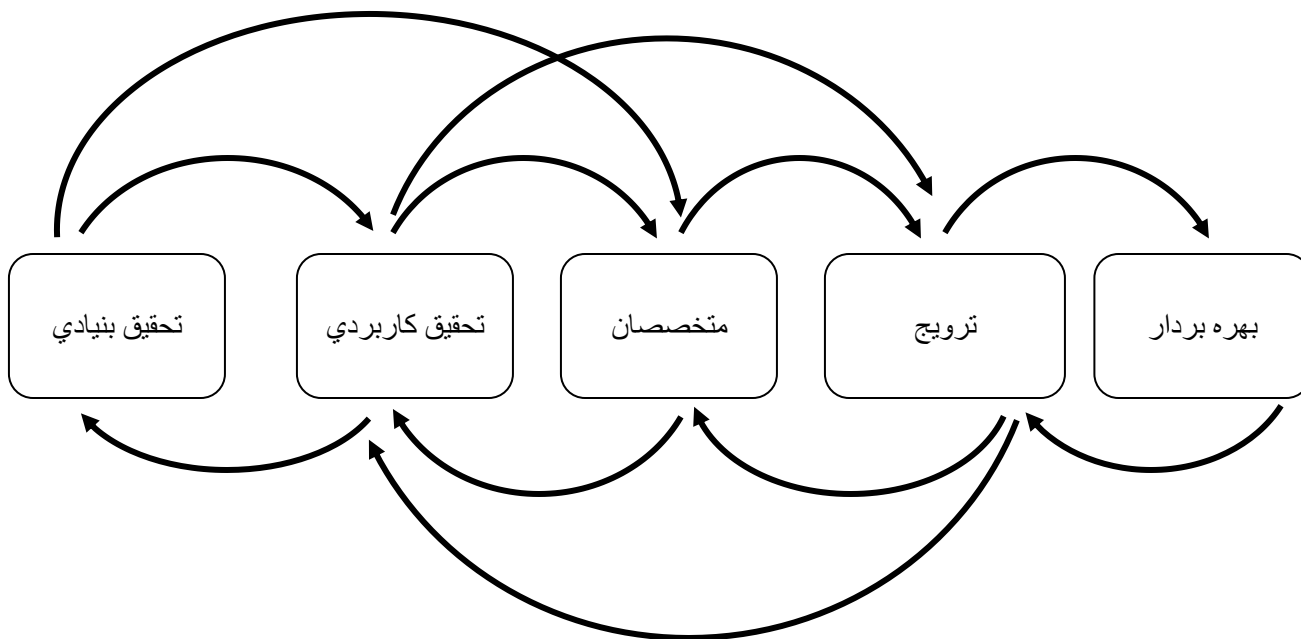 تحقيق بنيادي
تحقيق كاربردي
متخصصان
ترويج
بهره بردار